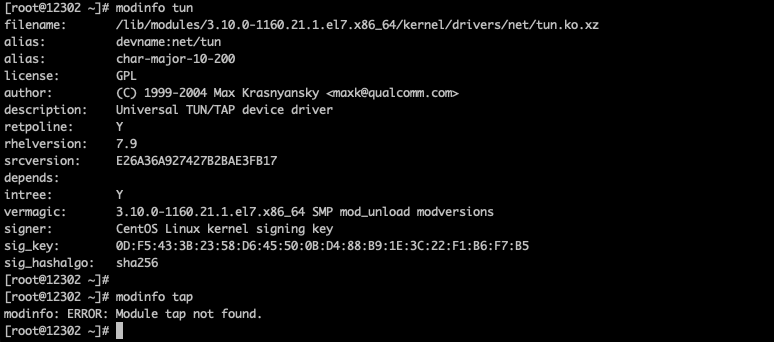 [root@12302 ~]# modinfo tun
filename:       /lib/modules/3.10.0-1160.21.1.el7.x86_64/kernel/drivers/net/tun.ko.xz
alias:          devname:net/tun
alias:          char-major-10-200
license:        GPL
author:         (C) 1999-2004 Max Krasnyansky <maxk@qualcomm.com>
description:    Universal TUN/TAP device driver
retpoline:      Y
rhelversion:    7.9
srcversion:     E26A36A927427B2BAE3FB17
depends:
intree:         Y
vermagic:       3.10.0-1160.21.1.el7.x86_64 SMP mod_unload modversions
signer:         CentOS Linux kernel signing key
sig_key:        0D:F5:43:3B:23:58:D6:45:50:0B:D4:88:B9:1E:3C:22:F1:B6:F7:B5
sig_hashalgo:   sha256
[root@12302 ~]#
[root@12302 ~]# modinfo tap
modinfo: ERROR: Module tap not found.
[root@12302 ~]#